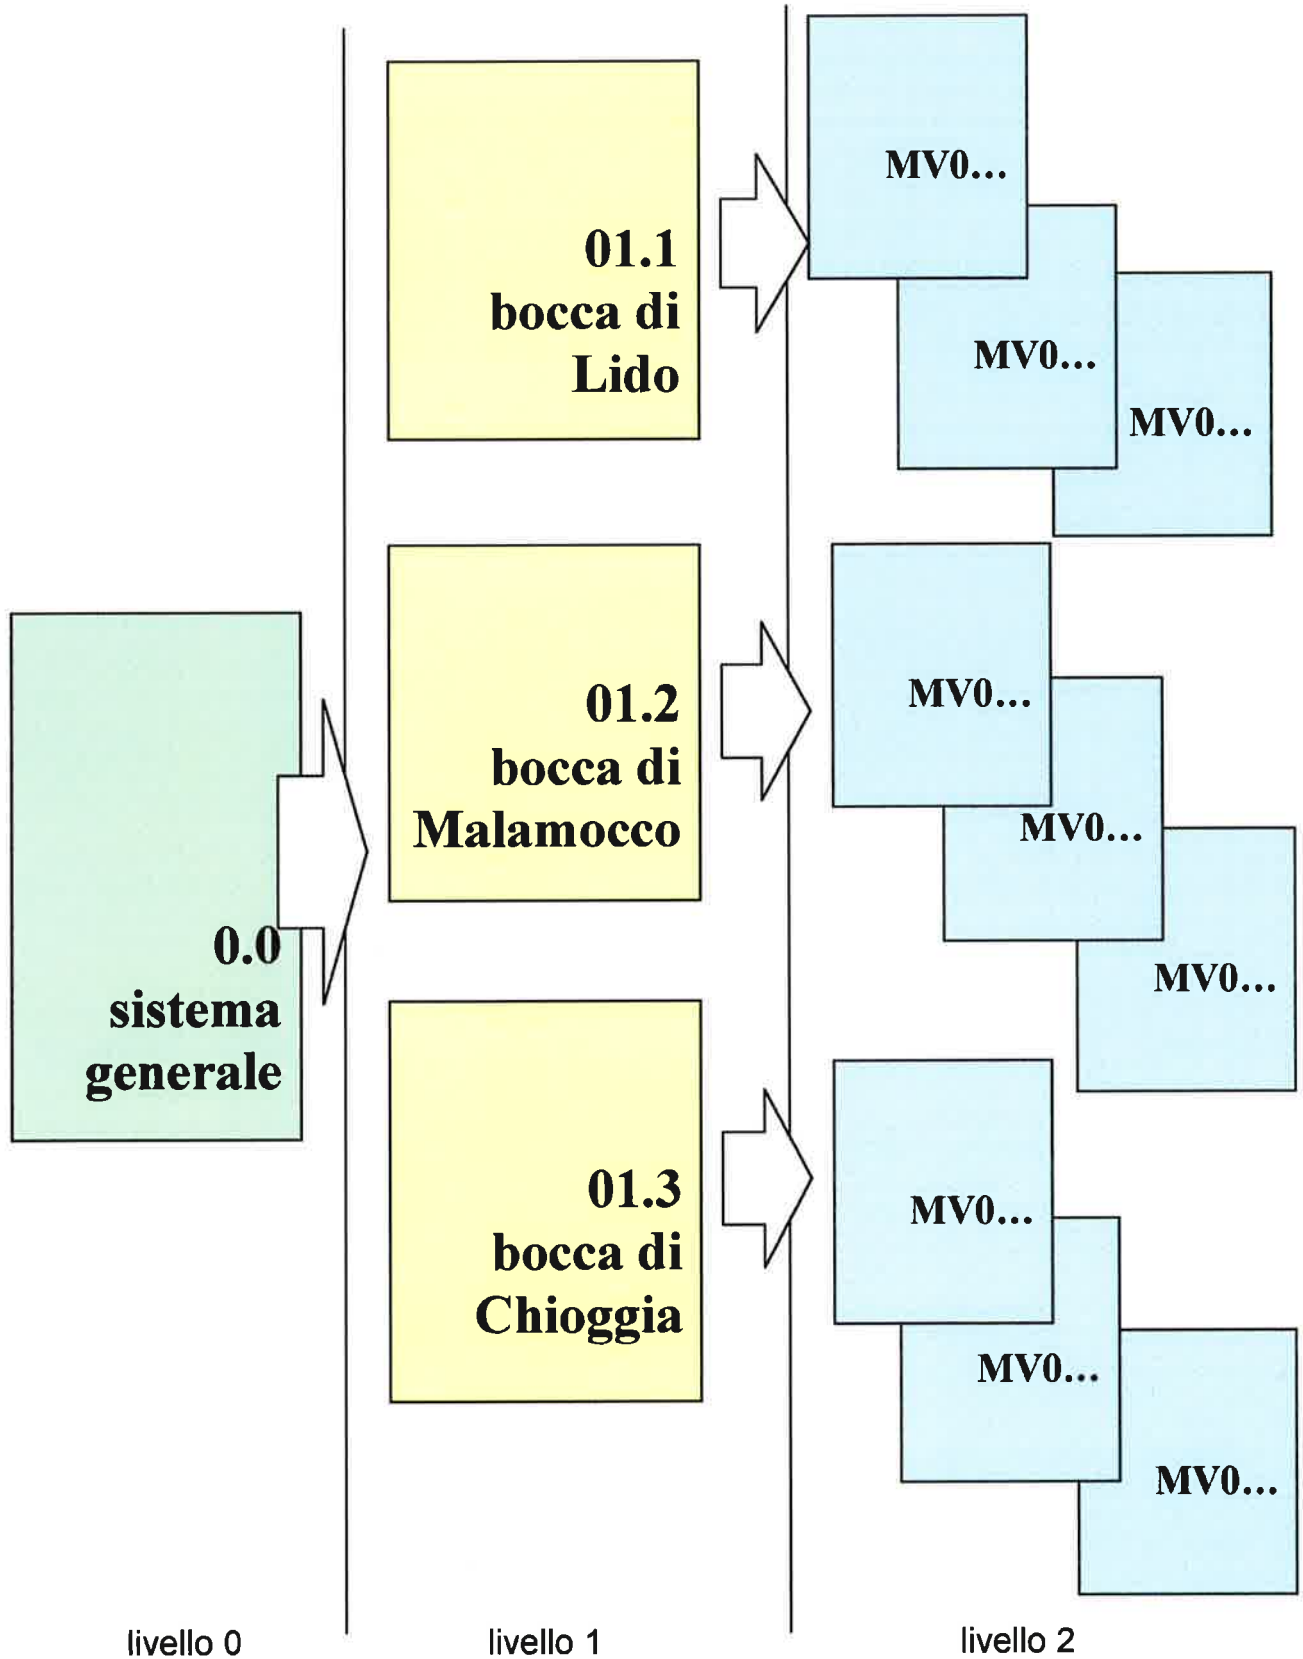 0.0
sistema
generale
01.1
bocca di
Lido
01.2
bocca di
Malamocco
01.3
bocca di
Chioggia
MV0...
MV0...
MV0...
MV0...
MV0...
MV0...
MV0...
MV0...
MV0...
livello 0
livello 1
livello 2